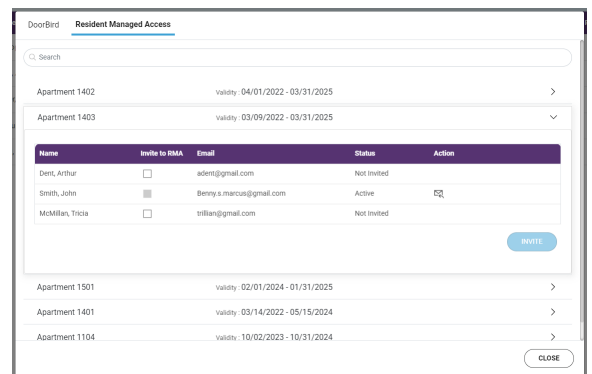 DoorBird Resident Managed Access
Search
Apartment 1402 Validity : 04/01/2022 - 03/31/2025
Apartment 1403 Validity : 03/09/2022 - 03/31/2025
Name Invite to RMA Email Status Action
Dent, Arthur adent@gmail.com Not Invited
Smith, John Benny.s.marcus@gmail.com Active
McMillan, Tricia trillian@gmail.com Not Invited
INVITE
Apartment 1501 Validity : 02/01/2024 - 01/31/2025
Apartment 1401 Validity : 03/14/2022 - 05/15/2024
Apartment 1104 Validity : 10/02/2023 - 10/31/2024
CLOSE